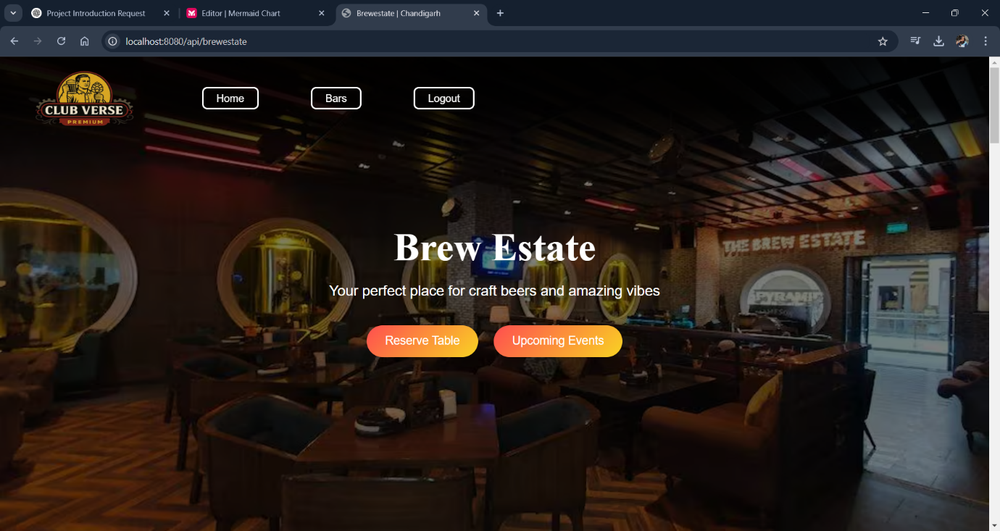 Project Introduction Request
Editor | Mermaid Chart
Brewestate | Chandigarh
localhost:8080/api/brewestate
CLUB VERSE
PREMIUM
Home
Bars
Logout
THE BREW ESTATE
Brew Estate
Your perfect place for craft beers and amazing vibes
Reserve Table
Upcoming Events